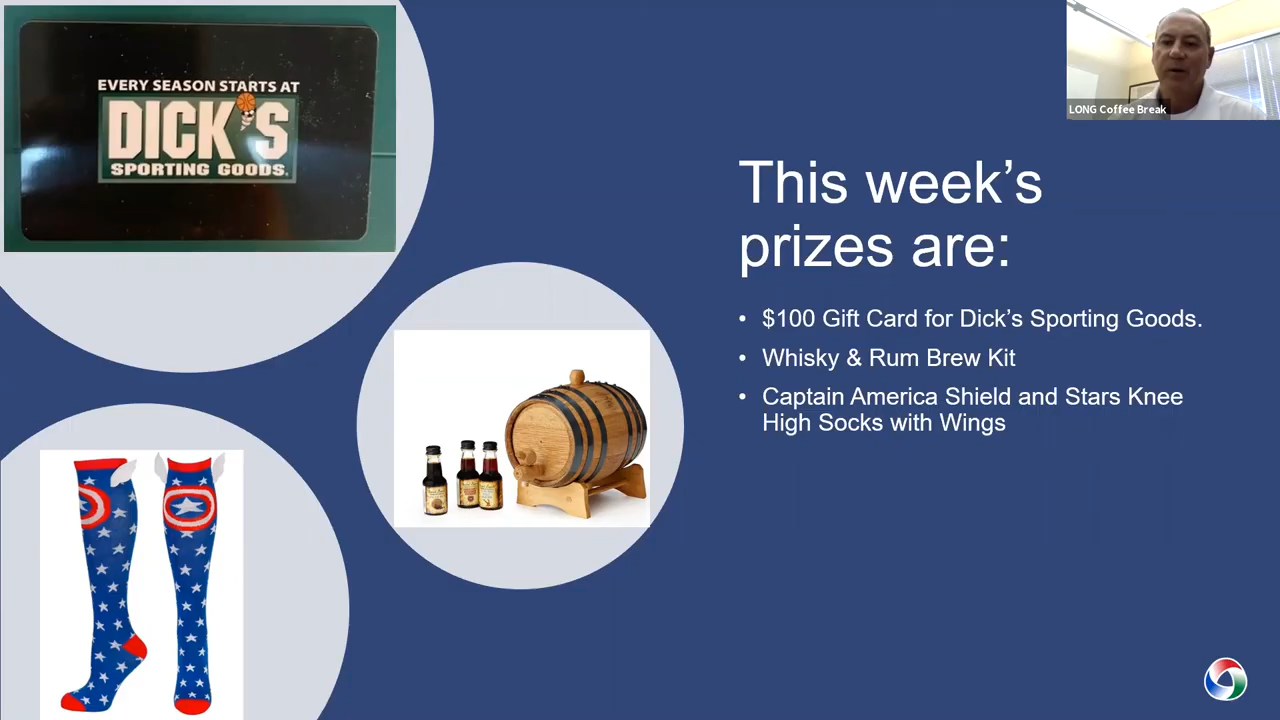 EVERY SEASON STARTS AT
DICK'S
SPORTING GOODS.
LONG Coffee Break
This week’s
prizes are:
• $100 Gift Card for Dick’s Sporting Goods.
• Whisky & Rum Brew Kit
• Captain America Shield and Stars Knee
High Socks with Wings